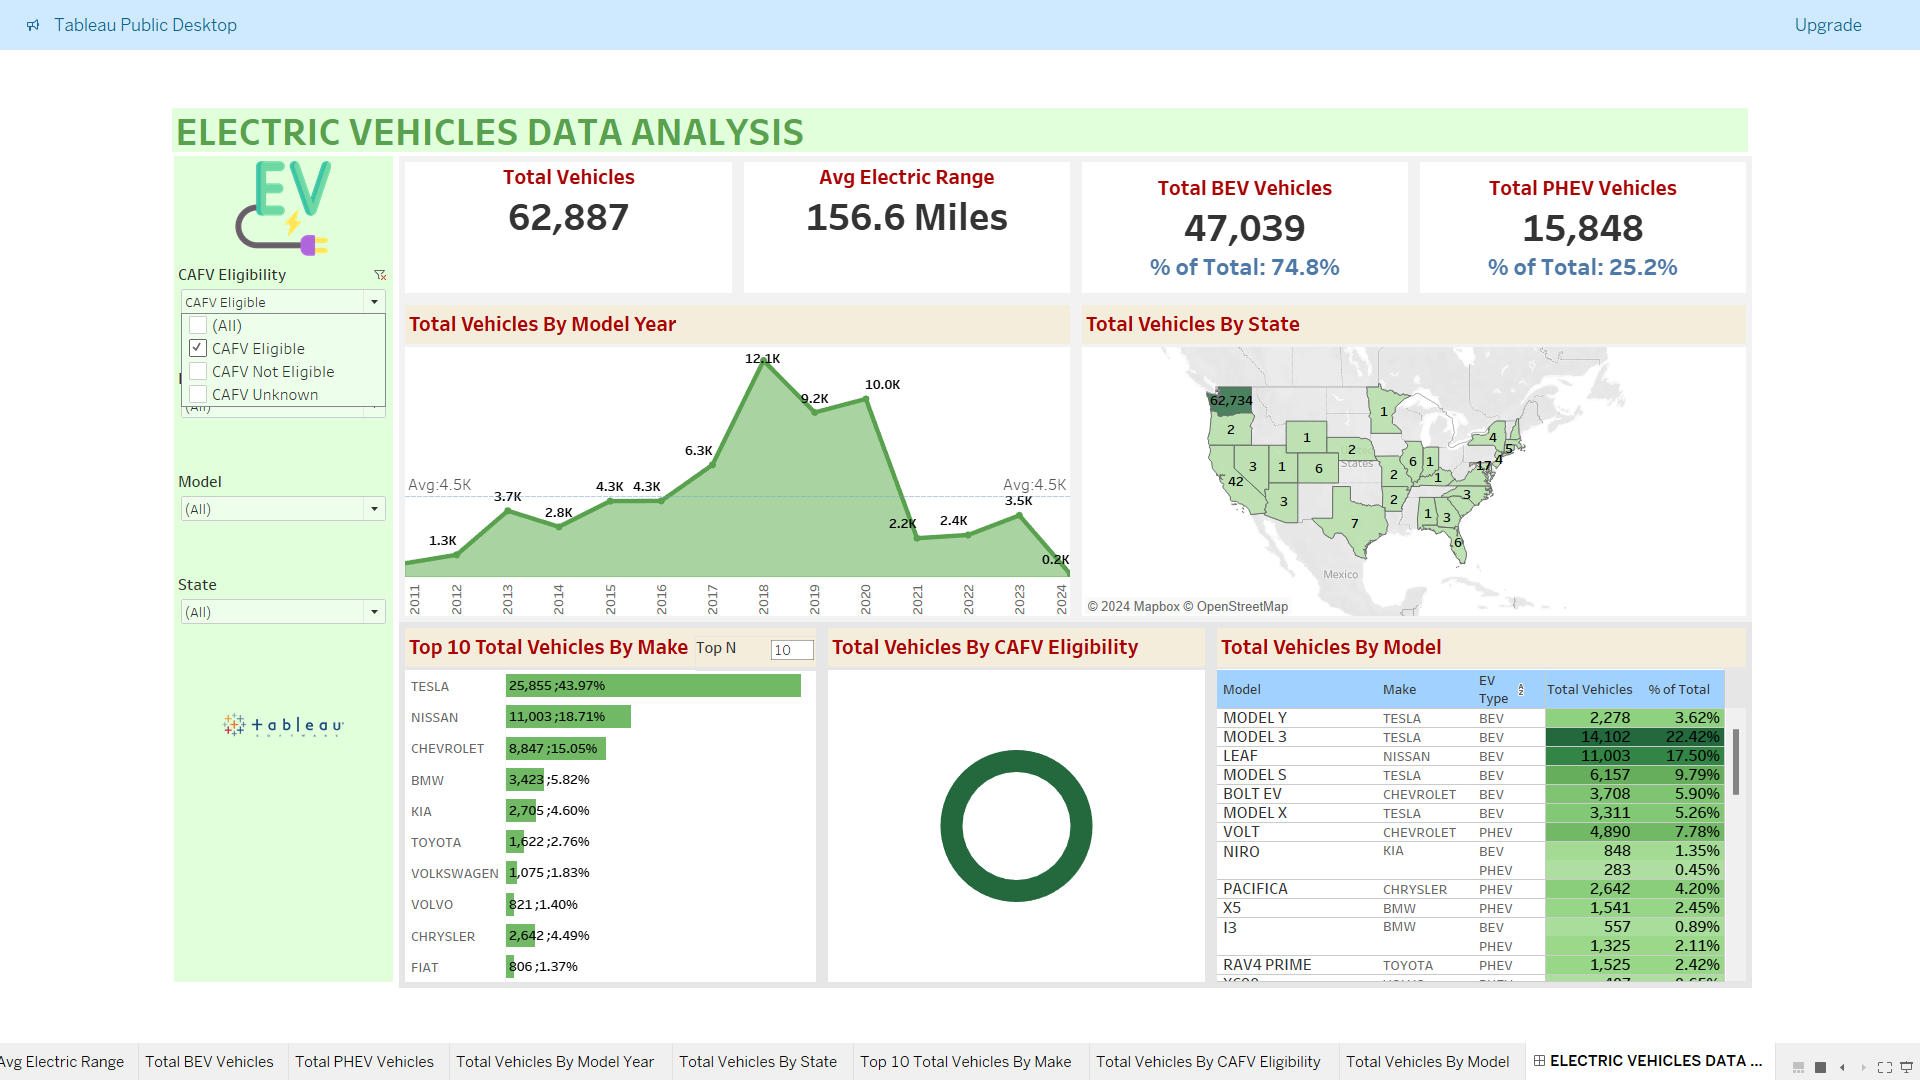 Tableau Public Desktop
Upgrade
ELECTRIC VEHICLES DATA ANALYSIS
EV
CAFV Eligibility
CAFV Eligible
(All)
CAFV Eligible
CAFV Not Eligible
CAFV Unknown
(All)
Model
(All)
State
(All)
+ableau
SOFTWARE
Total Vehicles
62,887
Avg Electric Range
156.6 Miles
Total BEV Vehicles
47,039
% of Total: 74.8%
Total PHEV Vehicles
15,848
% of Total: 25.2%
Total Vehicles By Model Year
12.1K
10.0K
9.2K
6.3K
Avg:4.5K
4.3K 4.3K
Avg:4.5K
3.7K
3.5K
2.8K
2.2K
2.4K
1.3K
0.2K
2011 2012 2013 2014 2015 2016 2017 2018 2019 2020 2021 2022 2023 2024
Total Vehicles By State
62,734
1
2
1
4
2
5
3 1 6 6 1 17 4
States
42
2
1
3
2
3
7
1
3
6
Mexico
© 2024 Mapbox © OpenStreetMap
Top 10 Total Vehicles By Make Top N 10
TESLA 25,855 ;43.97%
NISSAN 11,003 ;18.71%
CHEVROLET 8,847 ;15.05%
BMW 3,423 ;5.82%
KIA 2,705 ;4.60%
TOYOTA 1,622 ;2.76%
VOLKSWAGEN 1,075 ;1.83%
VOLVO 821 ;1.40%
CHRYSLER 2,642 ;4.49%
FIAT 806 ;1.37%
Total Vehicles By CAFV Eligibility
Total Vehicles By Model
Model Make EV Type Total Vehicles % of Total
MODEL Y TESLA BEV 2,278 3.62%
MODEL 3 TESLA BEV 14,102 22.42%
LEAF NISSAN BEV 11,003 17.50%
MODEL S TESLA BEV 6,157 9.79%
BOLT EV CHEVROLET BEV 3,708 5.90%
MODEL X TESLA BEV 3,311 5.26%
VOLT CHEVROLET PHEV 4,890 7.78%
NIRO KIA BEV 848 1.35%
PHEV 283 0.45%
PACIFICA CHRYSLER PHEV 2,642 4.20%
X5 BMW PHEV 1,541 2.45%
I3 BMW BEV 557 0.89%
PHEV 1,325 2.11%
RAV4 PRIME TOYOTA PHEV 1,525 2.42%
Avg Electric Range
Total BEV Vehicles
Total PHEV Vehicles
Total Vehicles By Model Year
Total Vehicles By State
Top 10 Total Vehicles By Make
Total Vehicles By CAFV Eligibility
Total Vehicles By Model
ELECTRIC VEHICLES DATA ...